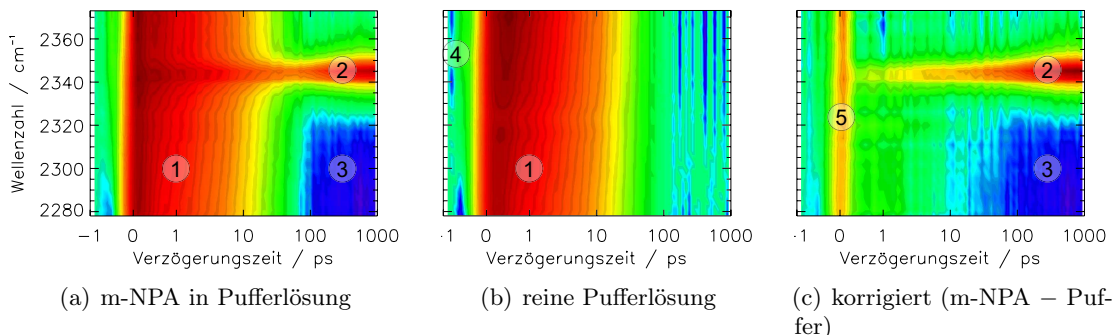 Wellenzahl / cm⁻¹
2360
2340
2320
2300
2280
1
2
3
-1 0 1 10 100 1000
Verzögerungszeit / ps
(a) m-NPA in Pufferlösung
4
1
-1 0 1 10 100 1000
Verzögerungszeit / ps
(b) reine Pufferlösung
5
2
3
-1 0 1 10 100 1000
Verzögerungszeit / ps
(c) korrigiert (m-NPA − Puf-
fer)